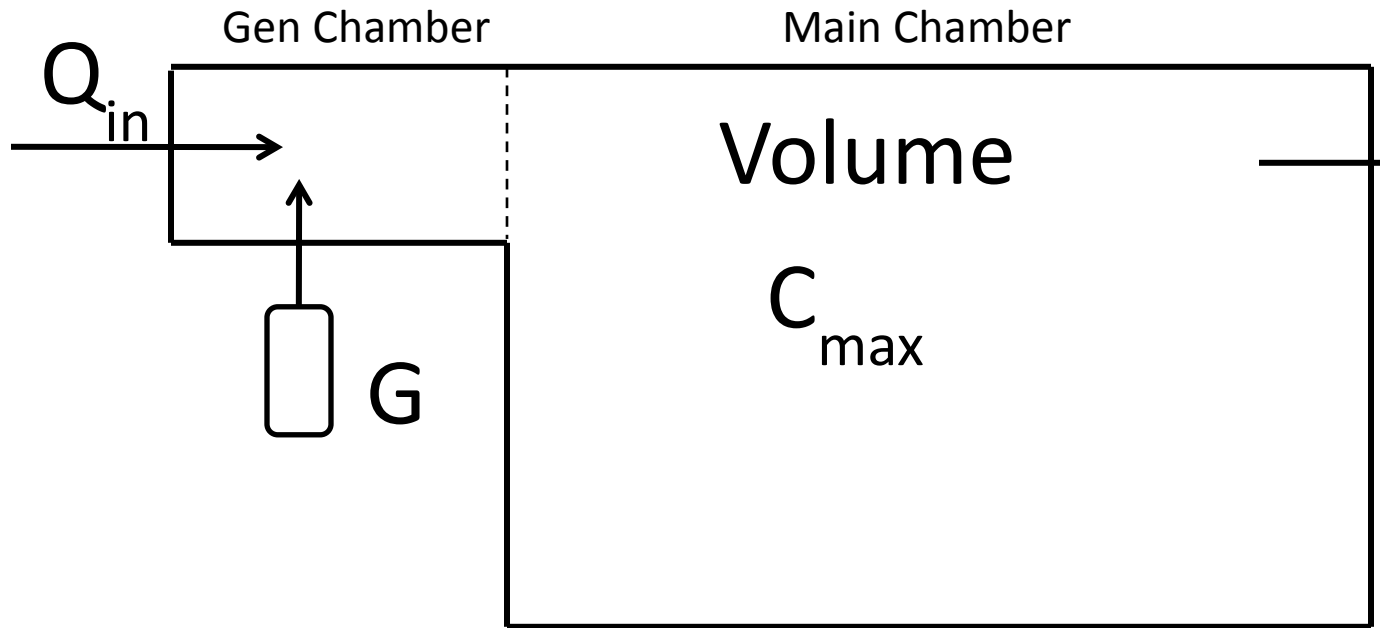 Gen Chamber
Main Chamber
Q_in
Volume
C_max
G